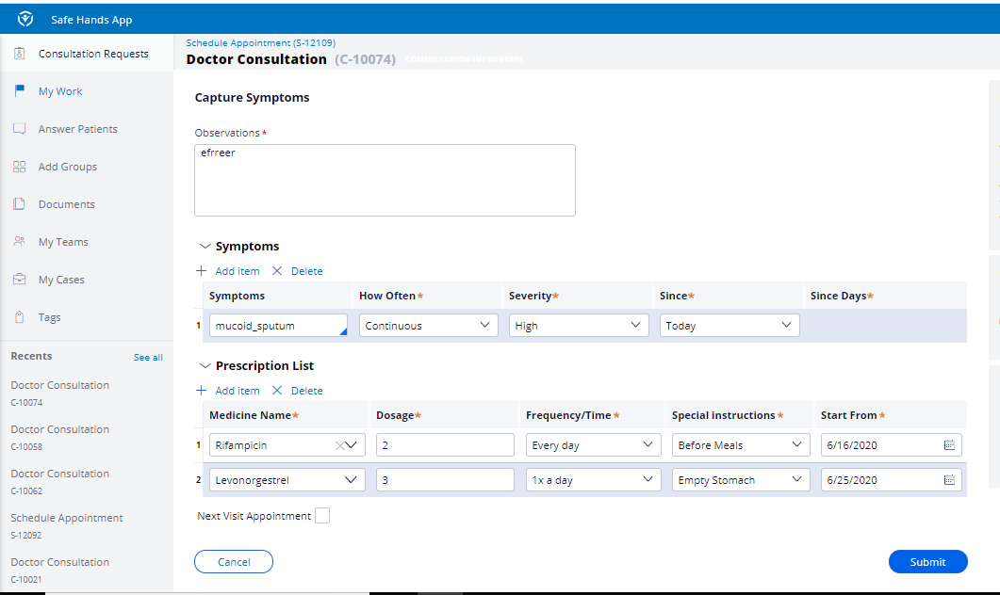 Safe Hands App
Consultation Requests
My Work
Answer Patients
Add Groups
Documents
My Teams
My Cases
Tags
Recents See all
Doctor Consultation
C-10074
Doctor Consultation
C-10058
Doctor Consultation
C-10062
Schedule Appointment
S-12092
Doctor Consultation
C-10021
Schedule Appointment (S-12109)
Doctor Consultation (C-10074) CONSULTATION-INPROGRESS
Capture Symptoms
Observations*
efrreer
Symptoms
+ Add item × Delete
Symptoms How Often* Severity* Since* Since Days*
1 mucoid_sputum Continuous High Today
Prescription List
+ Add item × Delete
Medicine Name* Dosage* Frequency/Time* Special instructions* Start From*
1 Rifampicin 2 Every day Before Meals 6/16/2020
2 Levonorgestrel 3 1x a day Empty Stomach 6/25/2020
Next Visit Appointment
Cancel Submit